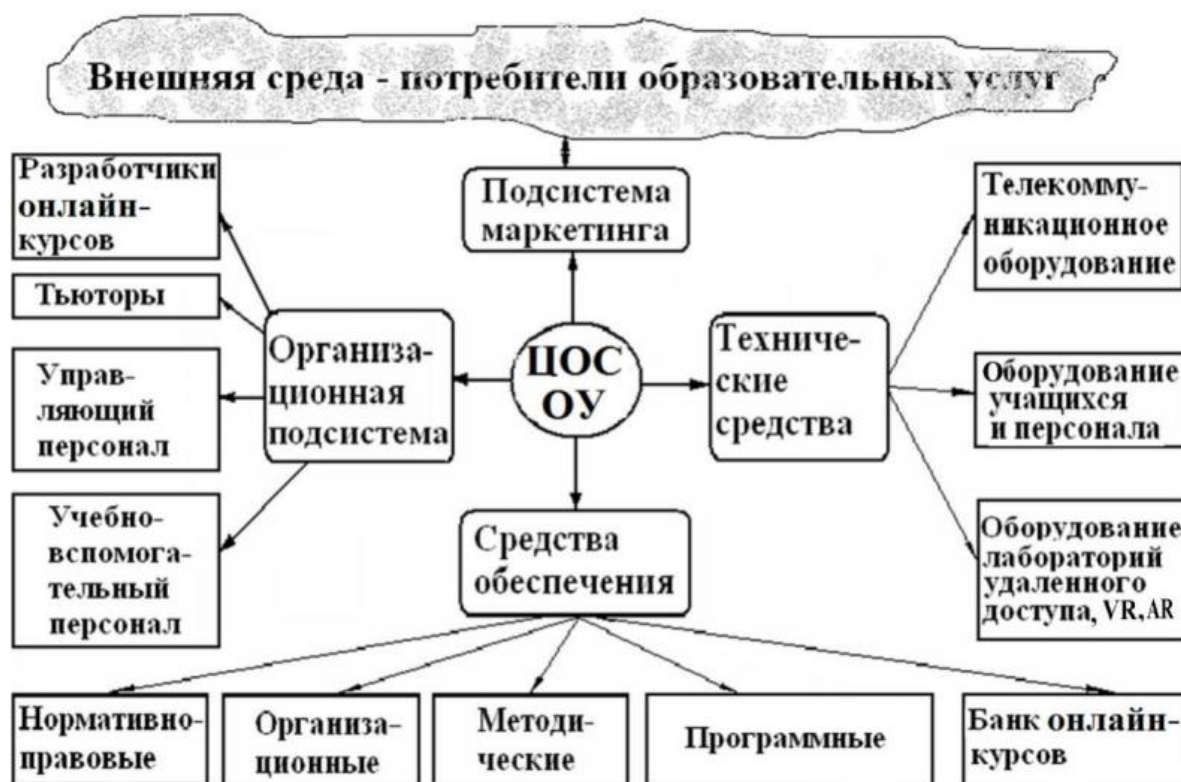 Внешняя среда - потребители образовательных услуг
Разработчики
онлайн-
курсов
Тьюторы
Управ-
ляющий
персонал
Учебно-
вспомога-
тельный
персонал
Организа-
ционная
подсистема
Подсистема
маркетинга
ЦОС
ОУ
Техниче-
ские
средства
Телекомму-
никационное
оборудование
Оборудование
учащихся
и персонала
Оборудование
лабораторий
удаленного
доступа, VR, AR
Средства
обеспечения
Нормативно-
правовые
Организа-
ционные
Методи-
ческие
Программные
Банк онлайн-
курсов